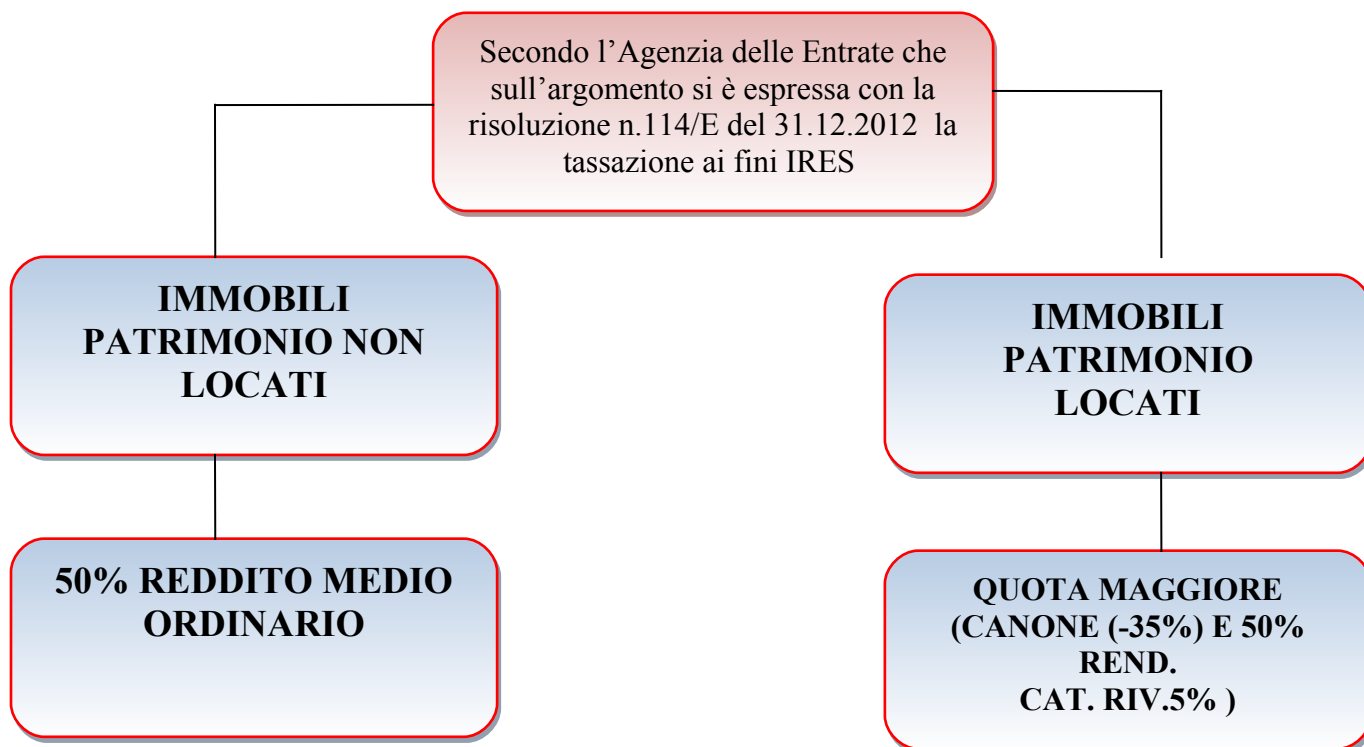 Secondo l’Agenzia delle Entrate che
sull’argomento si è espressa con la
risoluzione n.114/E del 31.12.2012 la
tassazione ai fini IRES
IMMOBILI
PATRIMONIO NON
LOCATI
IMMOBILI
PATRIMONIO
LOCATI
50% REDDITO MEDIO
ORDINARIO
QUOTA MAGGIORE
(CANONE (-35%) E 50%
REND.
CAT. RIV.5% )